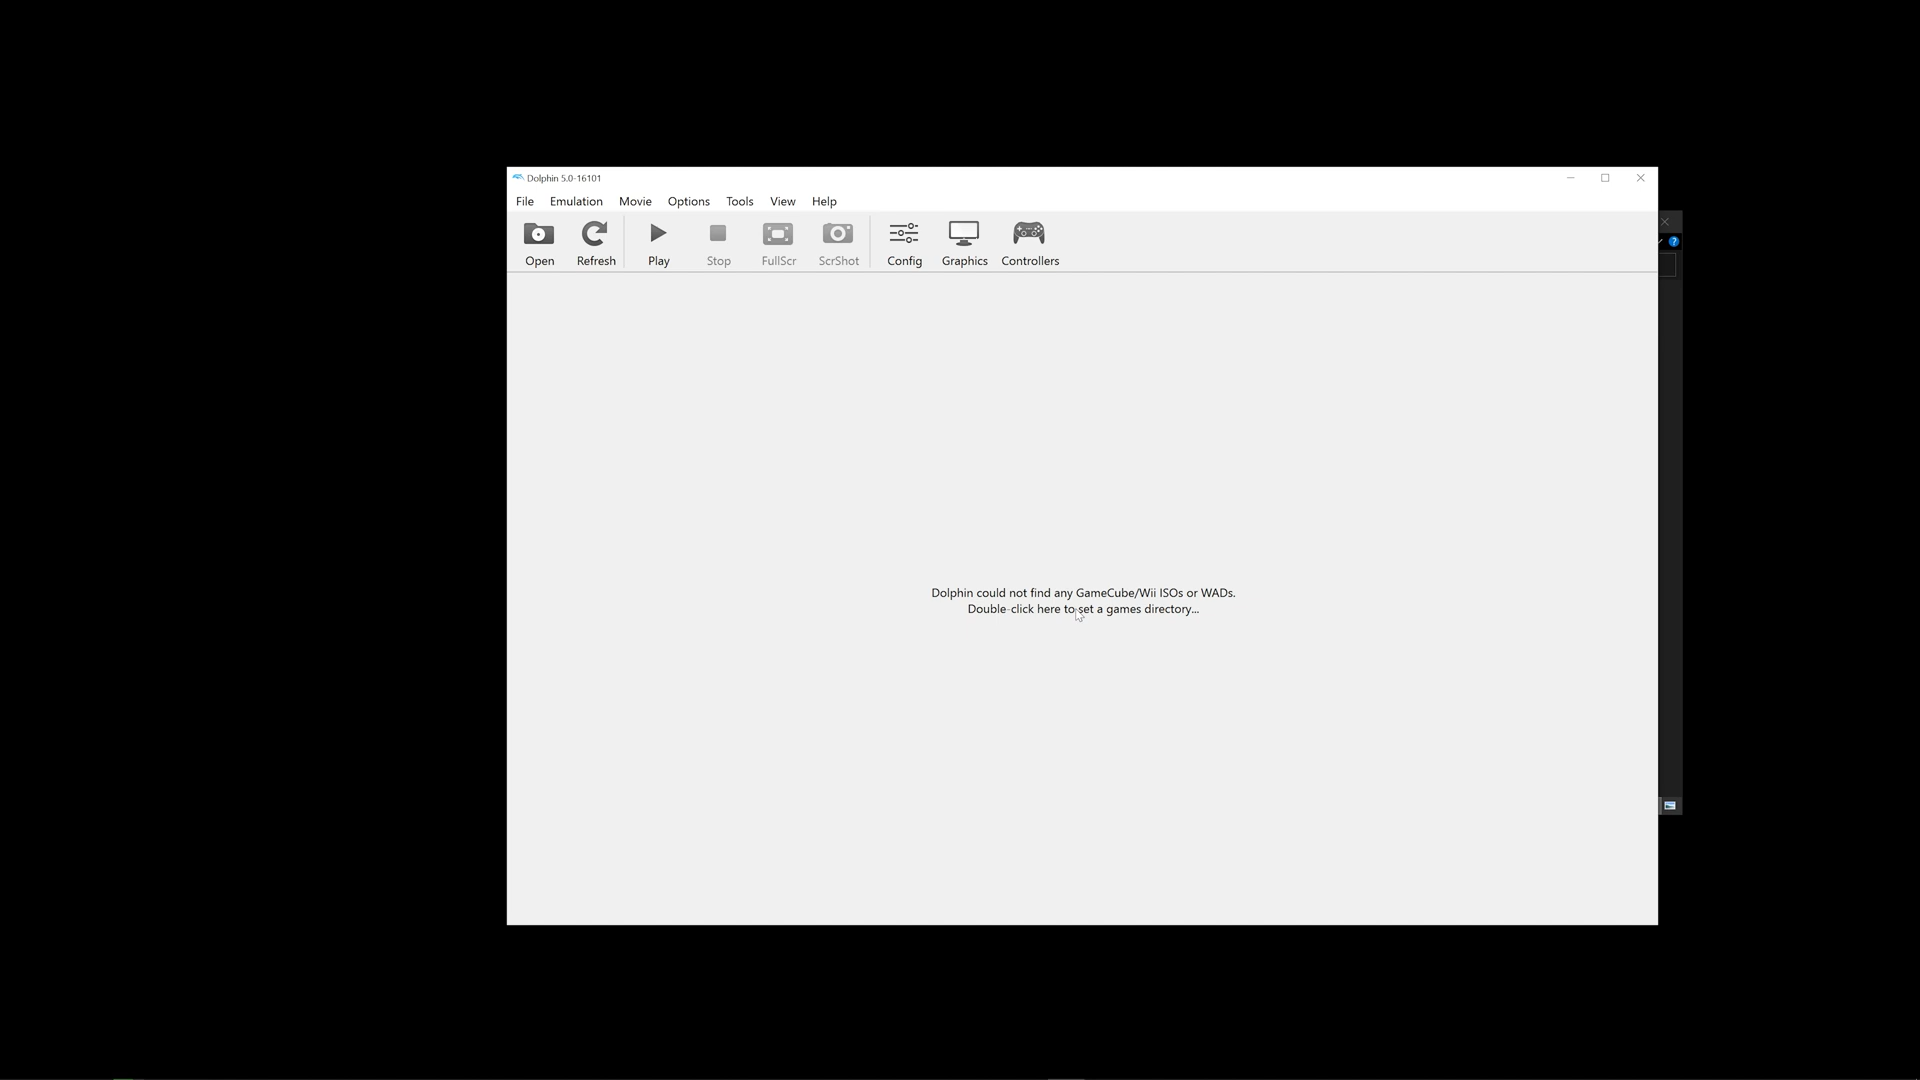 Dolphin 5.0-16101
File Emulation Movie Options Tools View Help
Open Refresh Play Stop FullScr ScrShot Config Graphics Controllers
Dolphin could not find any GameCube/Wii ISOs or WADs.
Double-click here to set a games directory...